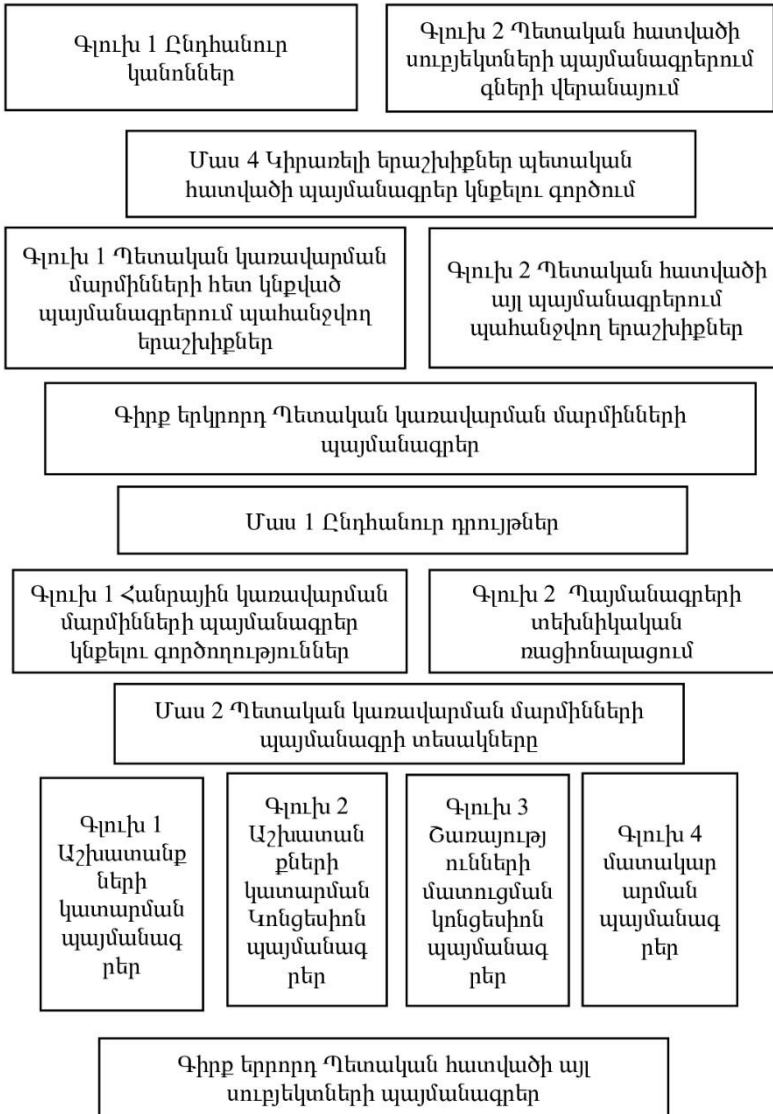 Գլուխ 1 Ընդհանուր
կանոններ
Գլուխ 2 Պետական հատվածի
սուբյեկտների պայմանագրերում
գների վերանայում
Մաս 4 Կիրառելի երաշխիքներ պետական
հատվածի պայմանագրեր կնքելու գործում
Գլուխ 1 Պետական կառավարման
մարմինների հետ կնքված
պայմանագրերում պահանջվող
երաշխիքներ
Գլուխ 2 Պետական հատվածի
այլ պայմանագրերում
պահանջվող երաշխիքներ
Գիրք երկրորդ Պետական կառավարման մարմինների
պայմանագրեր
Մաս 1 Ընդհանուր դրույթներ
Գլուխ 1 Հանրային կառավարման
մարմինների պայմանագրեր
կնքելու գործողություններ
Գլուխ 2 Պայմանագրերի
տեխնիկական
ռացիոնալացում
Մաս 2 Պետական կառավարման մարմինների
պայմանագրի տեսակները
Գլուխ 1
Աշխատանք
ների
կատարման
պայմանագ
րեր
Գլուխ 2
Աշխատան
քների
կատարման
Կոնցեսիոն
պայմանագ
րեր
Գլուխ 3
Շառայությ
ունների
մատուցման
կոնցեսիոն
պայմանագ
րեր
Գլուխ 4
մատակար
արման
պայմանագ
րեր
Գիրք երրորդ Պետական հատվածի այլ
սուբյեկտների պայմանագրեր